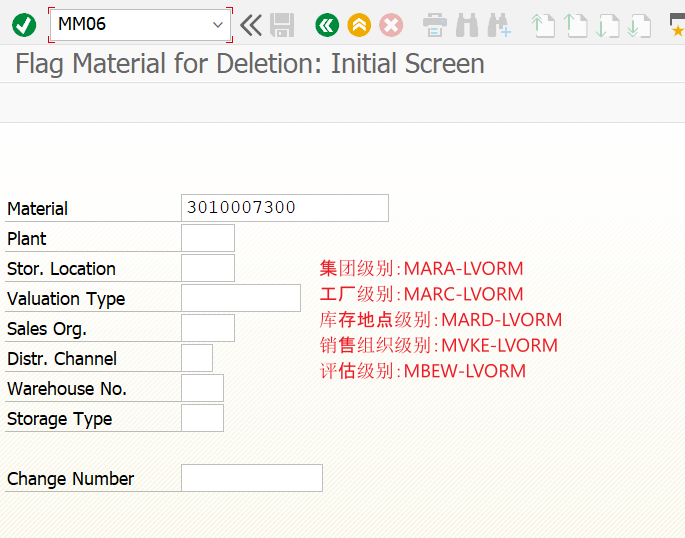 MM06
Flag Material for Deletion: Initial Screen
Material 3010007300
Plant
Stor. Location
Valuation Type
Sales Org.
Distr. Channel
Warehouse No.
Storage Type
Change Number
集团级别:MARA-LVORM
工厂级别:MARC-LVORM
库存地点级别:MARD-LVORM
销售组织级别:MVKE-LVORM
评估级别:MBEW-LVORM